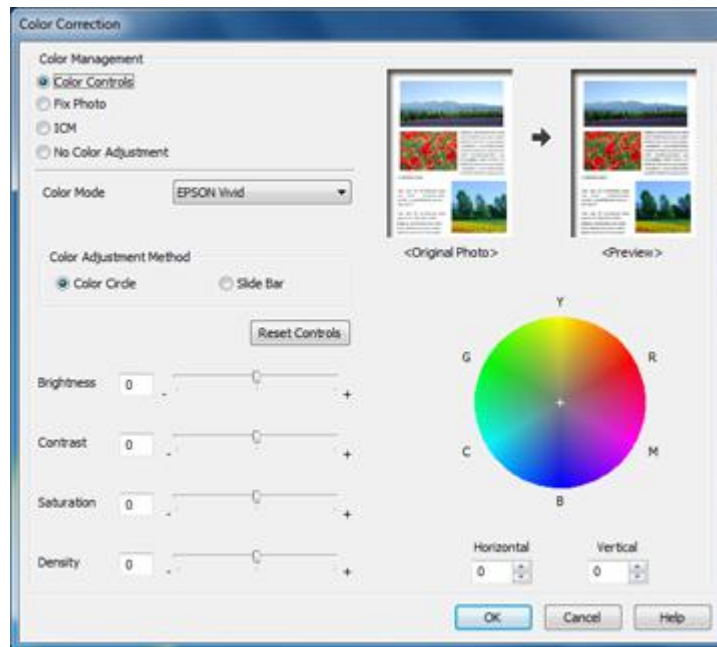 Color Correction
Color Management
Color Controls
Fix Photo
ICM
No Color Adjustment
Color Mode
EPSON Vivid
Color Adjustment Method
Color Circle
Slide Bar
Reset Controls
Brightness
0
-
+
Contrast
0
-
+
Saturation
0
-
+
Density
0
-
+
<Original Photo>
<Preview>
Y
G
R
C
M
B
Horizontal
Vertical
0
0
OK
Cancel
Help